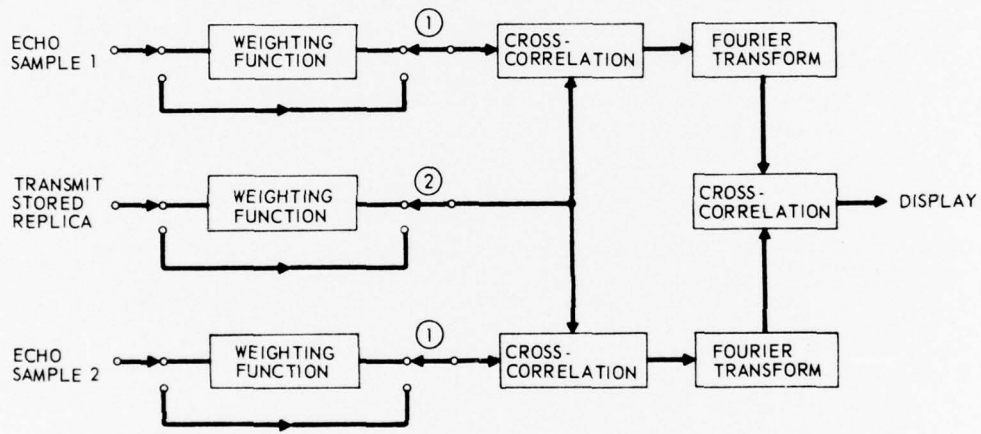 ECHO
SAMPLE 1
WEIGHTING
FUNCTION
1
CROSS-
CORRELATION
FOURIER
TRANSFORM
TRANSMIT
STORED
REPLICA
WEIGHTING
FUNCTION
2
CROSS-
CORRELATION
DISPLAY
ECHO
SAMPLE 2
WEIGHTING
FUNCTION
1
CROSS-
CORRELATION
FOURIER
TRANSFORM